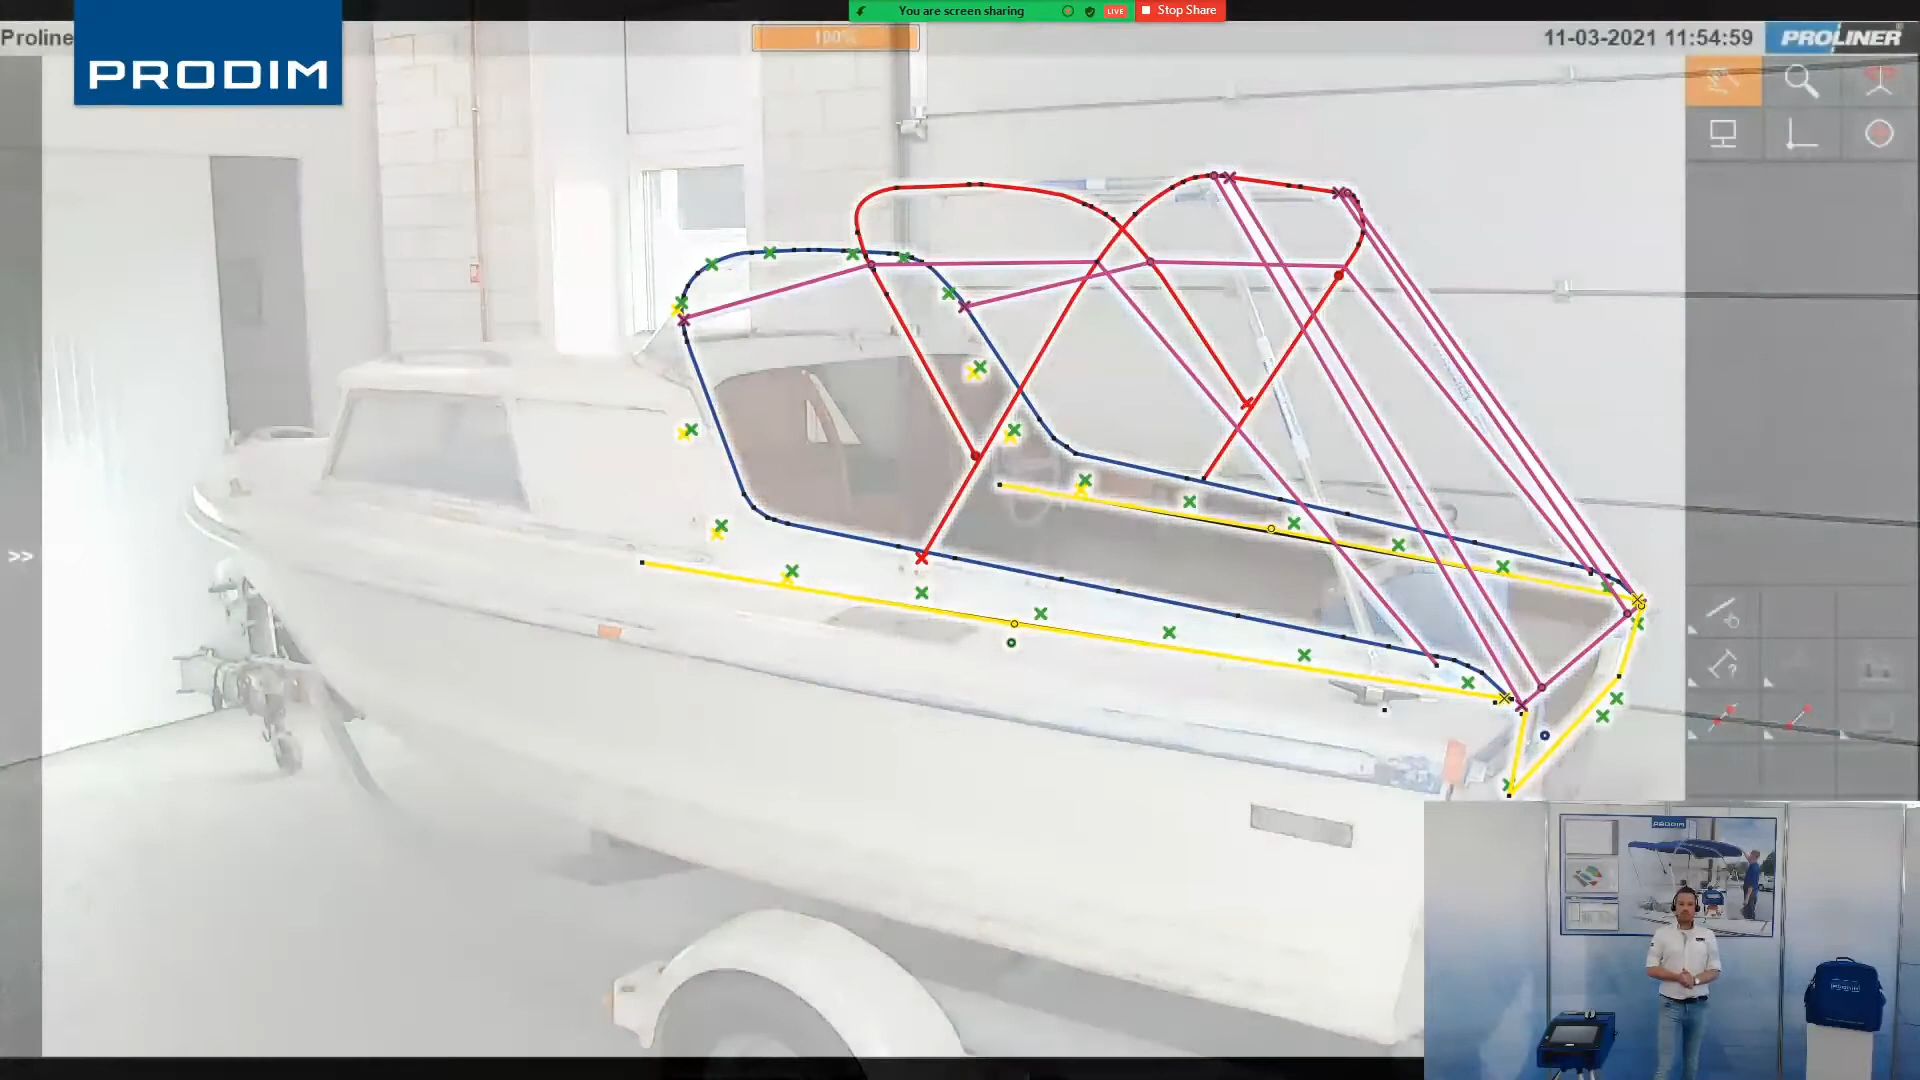 You are screen sharing
LIVE
Stop Share
Proline
100%
11-03-2021 11:54:59
PROLINER
PRODIM
>>
PRODIM